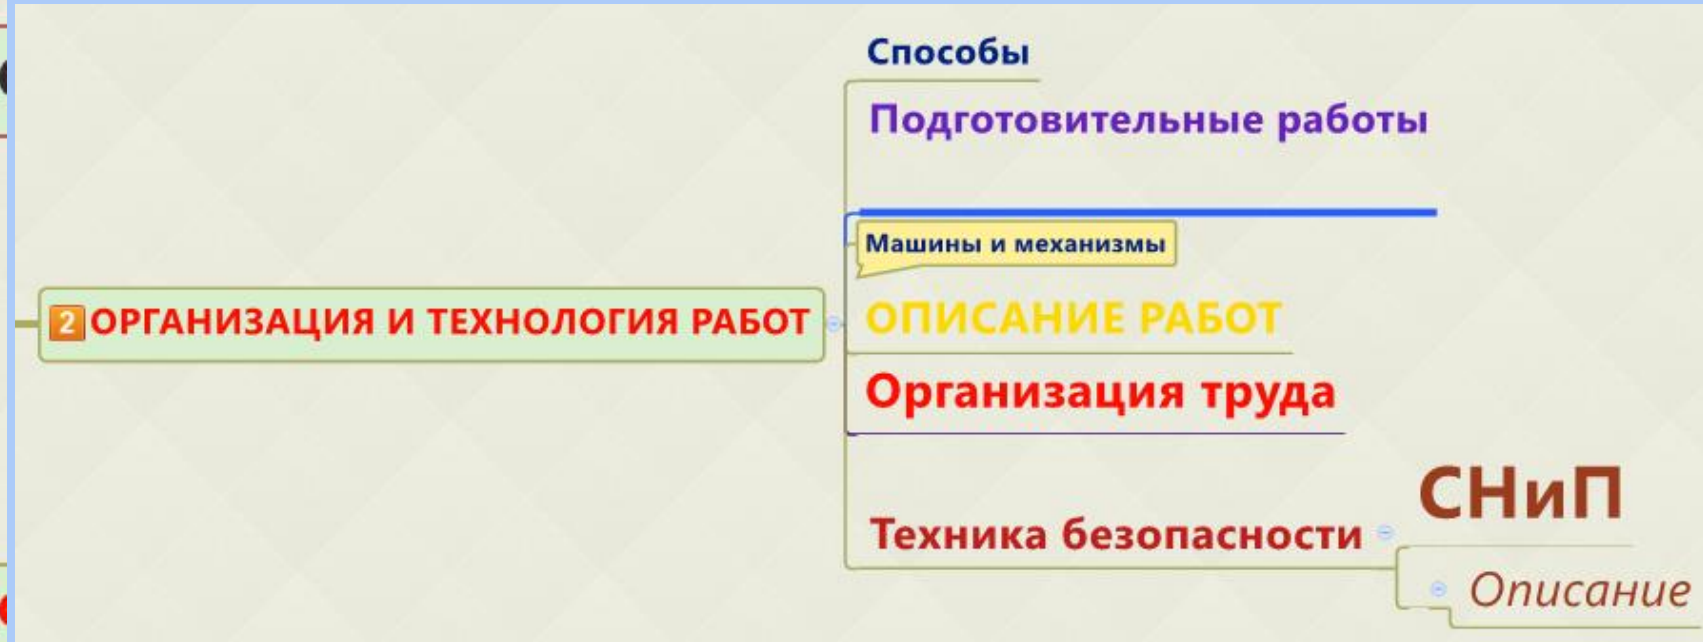 Способы
Подготовительные работы
Машины и механизмы
2 ОРГАНИЗАЦИЯ И ТЕХНОЛОГИЯ РАБОТ
ОПИСАНИЕ РАБОТ
Организация труда
СНиП
Техника безопасности
Описание